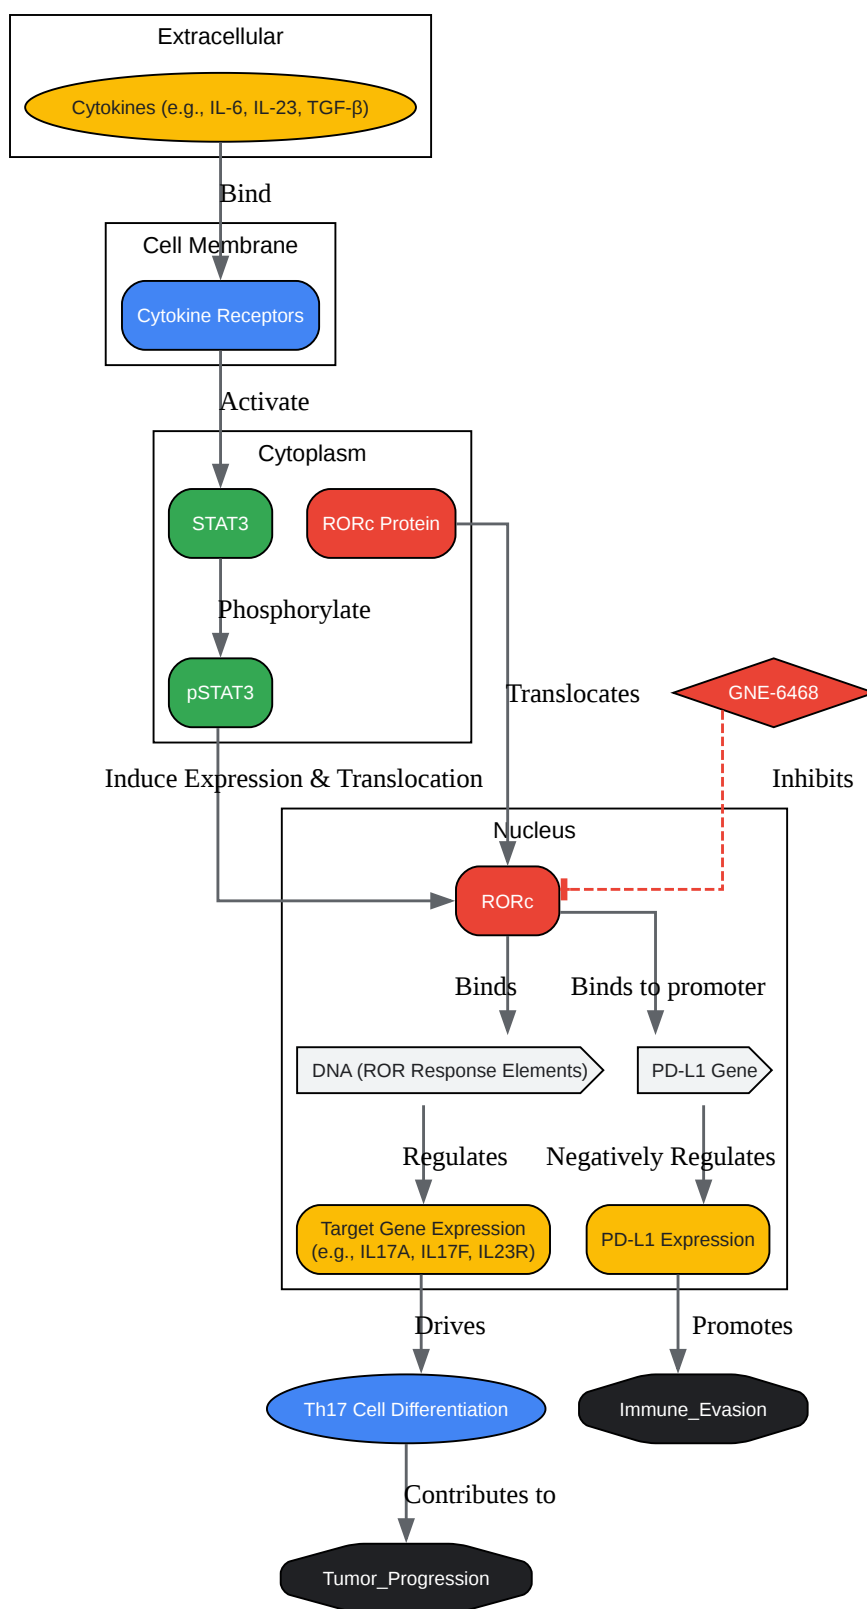 Extracellular
Cytokines (e.g., IL-6, IL-23, TGF-β)
Bind
Cell Membrane
Cytokine Receptors
Activate
Cytoplasm
STAT3
RORc Protein
Phosphorylate
pSTAT3
Translocates
GNE-6468
Induce Expression & Translocation
Inhibits
Nucleus
RORc
Binds
Binds to promoter
DNA (ROR Response Elements)
PD-L1 Gene
Regulates
Negatively Regulates
Target Gene Expression
(e.g., IL17A, IL17F, IL23R)
PD-L1 Expression
Drives
Promotes
Th17 Cell Differentiation
Immune_Evasion
Contributes to
Tumor_Progression